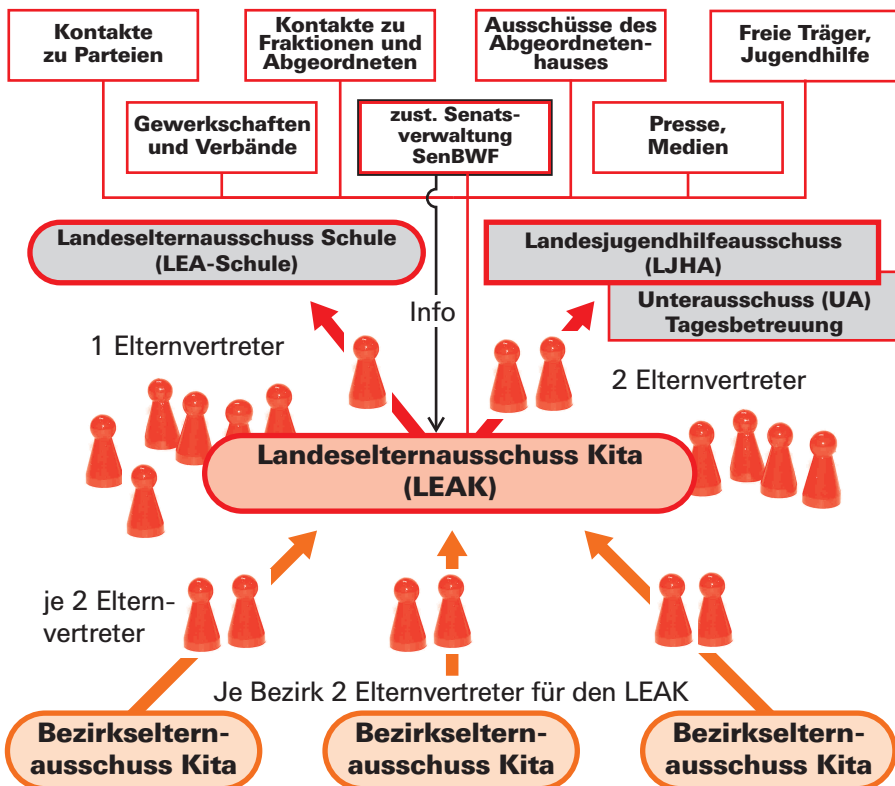 Kontakte
zu Parteien
Kontakte zu
Fraktionen und
Abgeordneten
Ausschüsse des
Abgeordneten-
hauses
Freie Träger,
Jugendhilfe
Gewerkschaften
und Verbände
zust. Senats-
verwaltung
SenBWF
Presse,
Medien
Landeselternausschuss Schule
(LEA-Schule)
Landesjugendhilfeausschuss
(LJHA)
Unterausschuss (UA)
Tagesbetreuung
Info
1 Elternvertreter
2 Elternvertreter
Landeselternausschuss Kita
(LEAK)
je 2 Eltern-
vertreter
Je Bezirk 2 Elternvertreter für den LEAK
Bezirkseltern-
ausschuss Kita
Bezirkseltern-
ausschuss Kita
Bezirkseltern-
ausschuss Kita